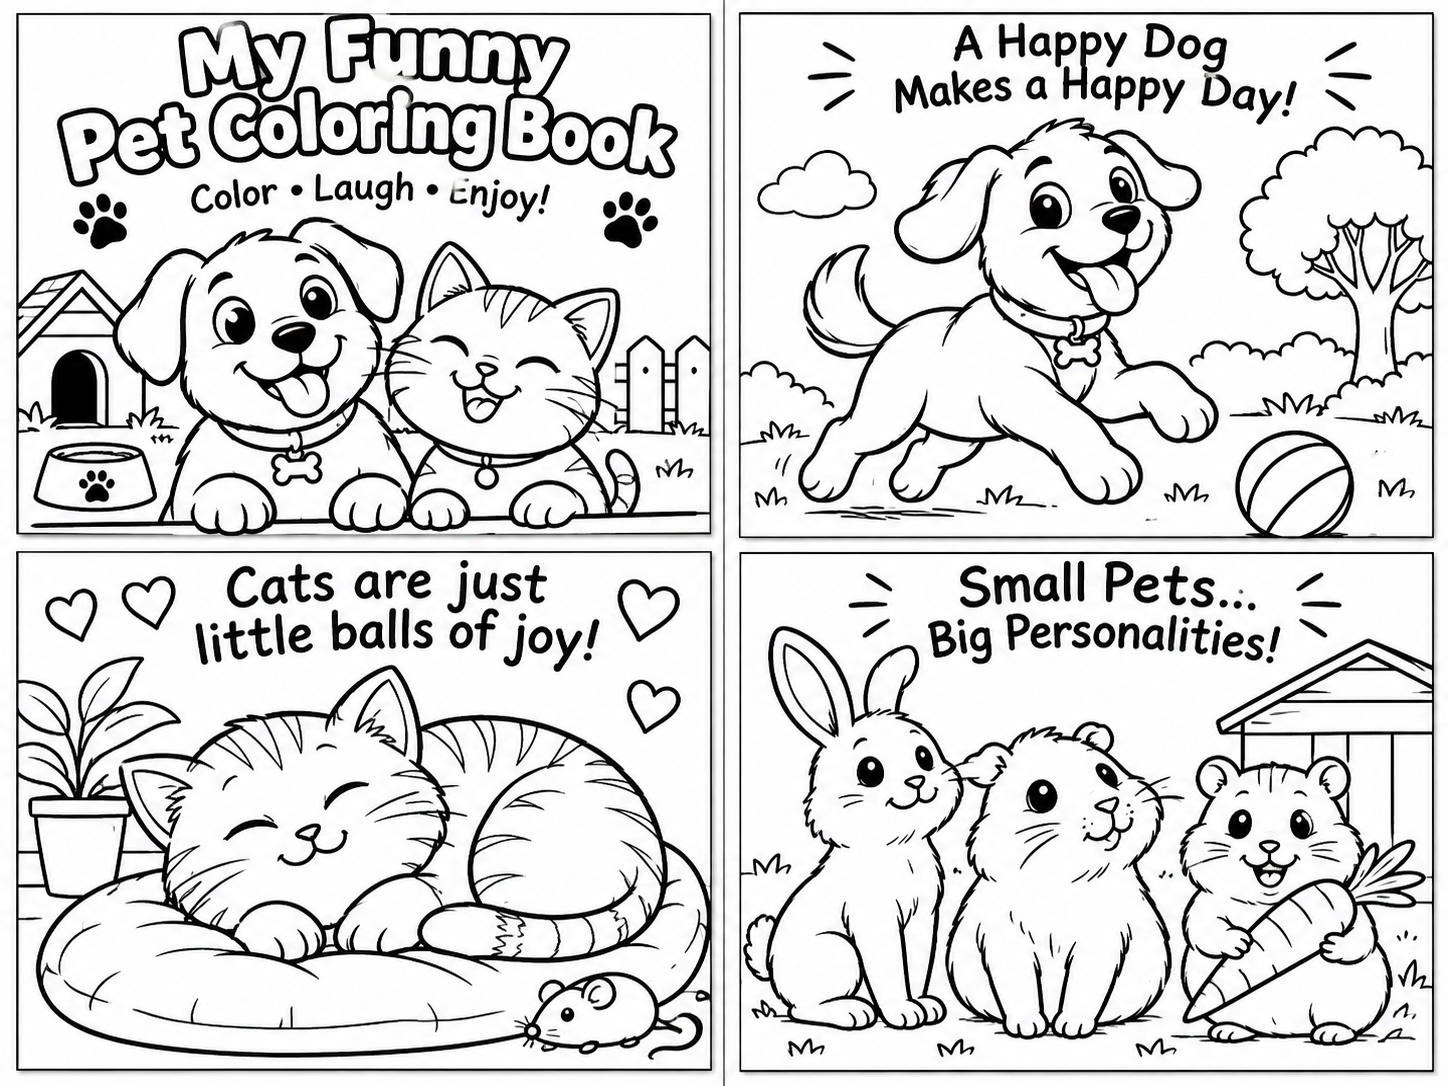 My Funny
Pet Coloring Book
Color • Laugh • Enjoy!
A Happy Dog
Makes a Happy Day!
Cats are just
little balls of joy!
Small Pets...
Big Personalities!